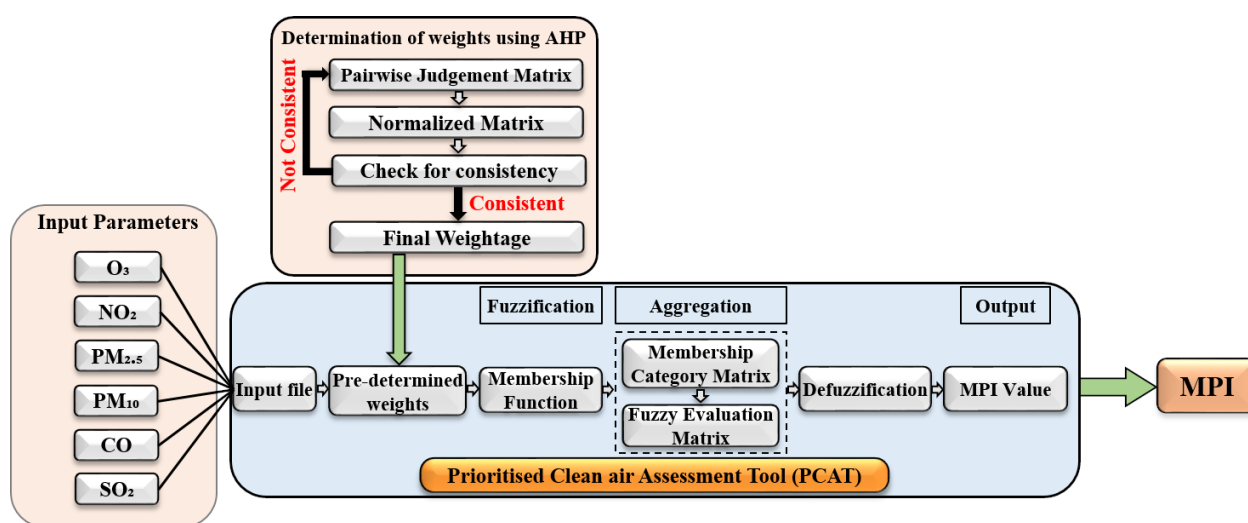 Determination of weights using AHP
Not Consistent
Pairwise Judgement Matrix
Normalized Matrix
Check for consistency
Consistent
Final Weightage
Input Parameters
O₃
NO₂
PM₂.₅
PM₁₀
CO
SO₂
Fuzzification
Aggregation
Output
Input file
Pre-determined
weights
Membership
Function
Membership
Category Matrix
Fuzzy Evaluation
Matrix
Defuzzification
MPI Value
MPI
Prioritised Clean air Assessment Tool (PCAT)